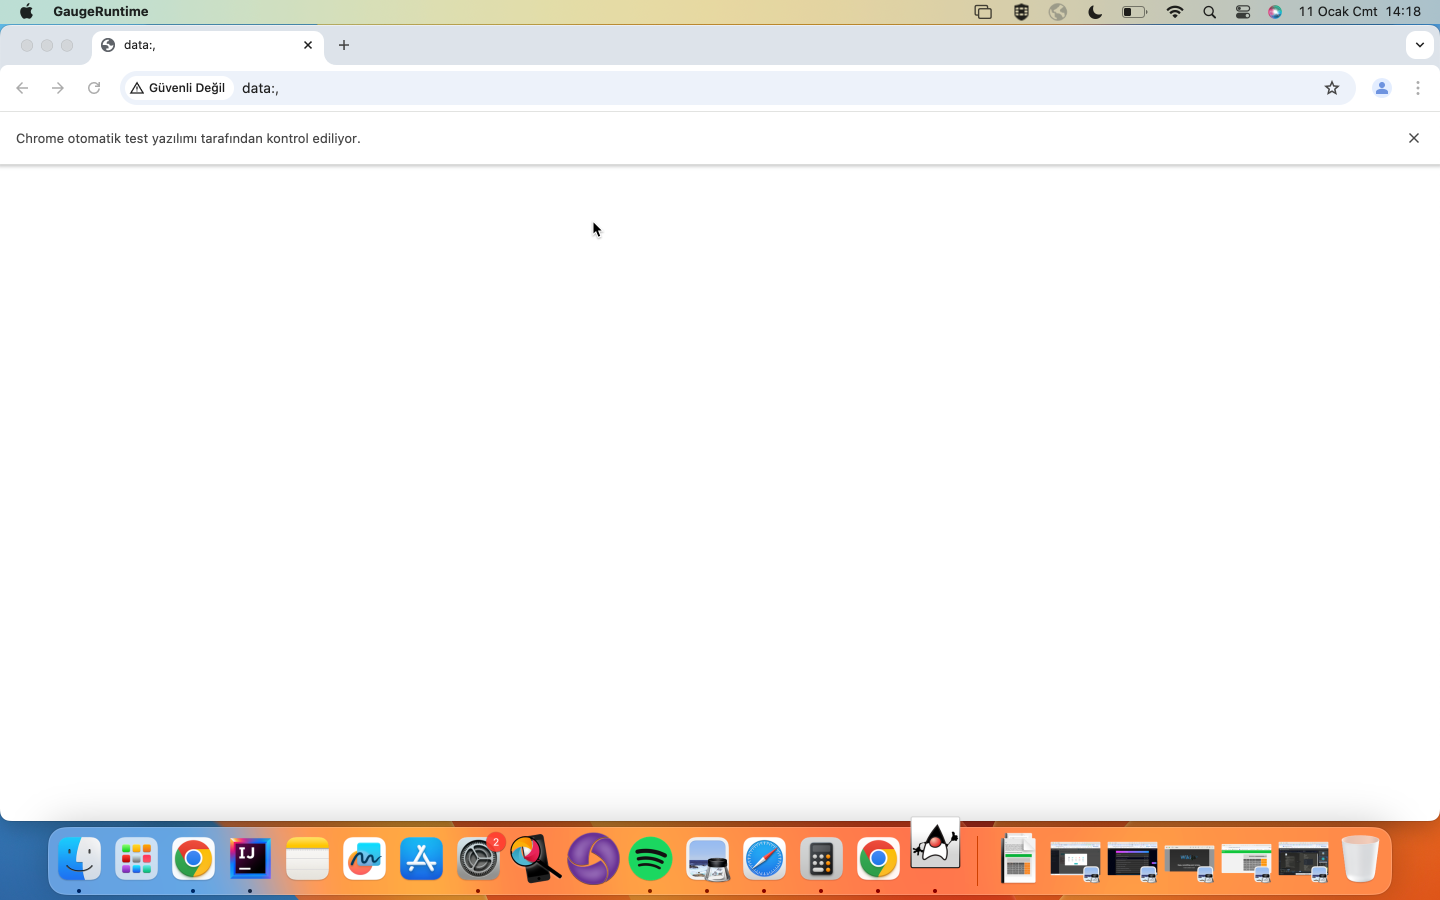 GaugeRuntime
11 Ocak Cmt 14:18
data:,
Güvenli Değil
data:,
Chrome otomatik test yazılımı tarafından kontrol ediliyor.
IJ
2